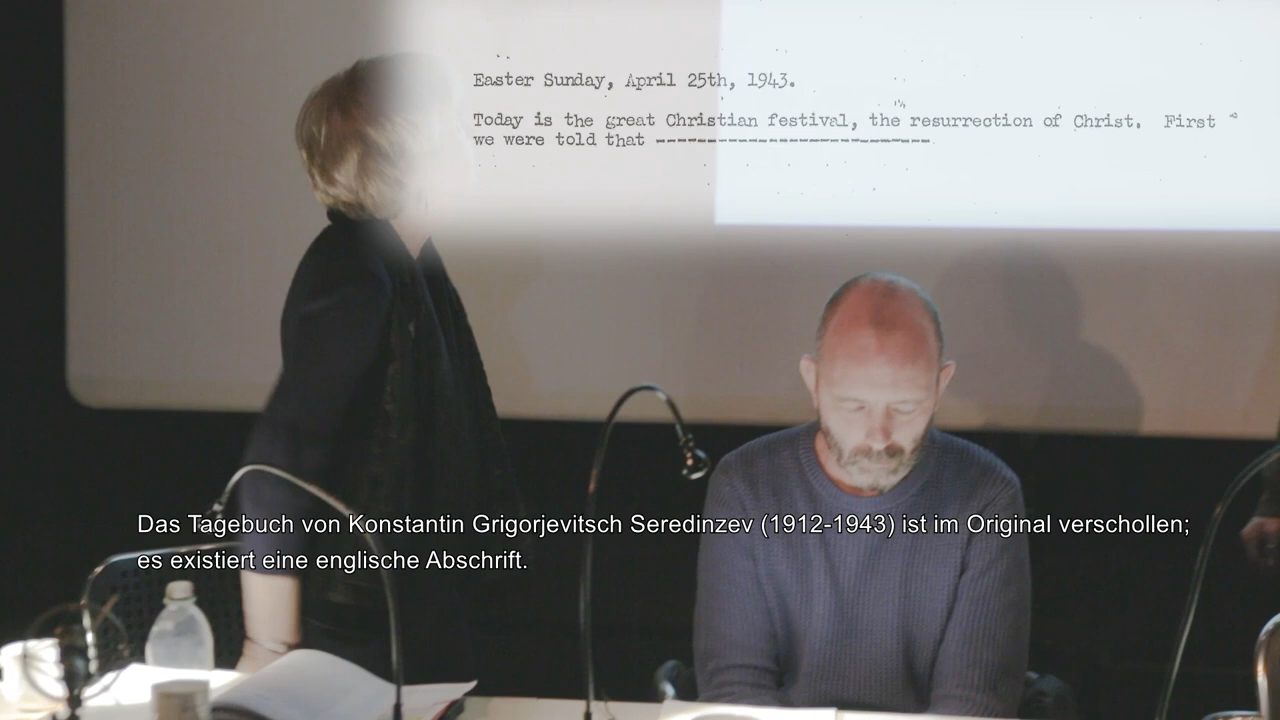 Easter Sunday, April 25th, 1943.
Today is the great Christian festival, the resurrection of Christ. First
we were told that --------------------------
Das Tagebuch von Konstantin Grigorjevitsch Seredinzev (1912-1943) ist im Original verschollen;
es existiert eine englische Abschrift.